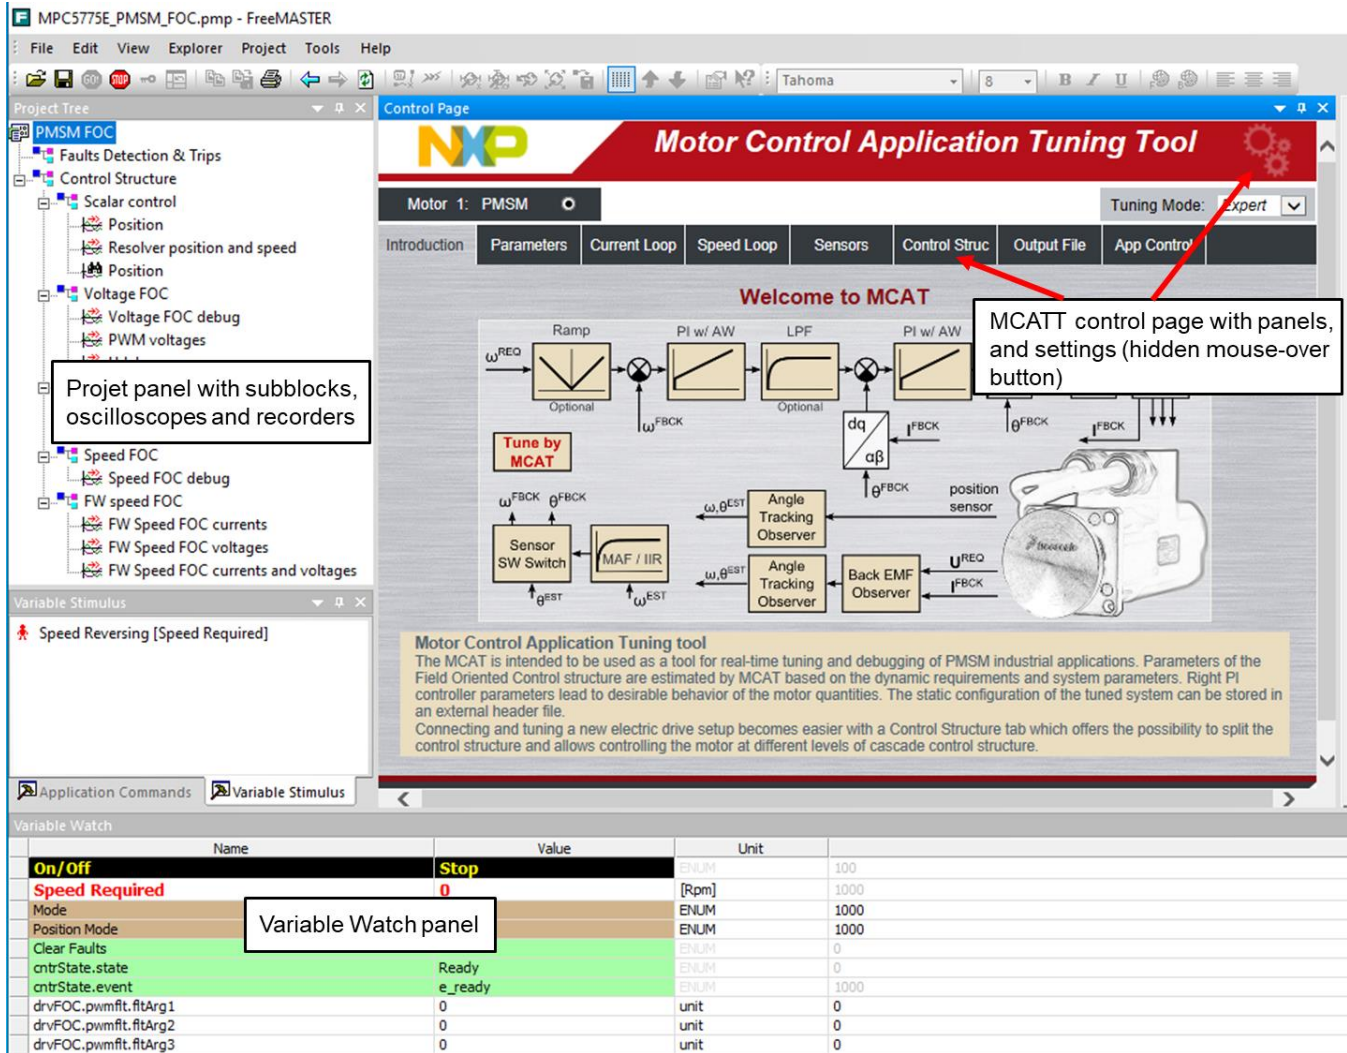 MPC5775E_PMSM_FOC.pmp - FreeMASTER
File Edit View Explorer Project Tools Help
GO! STOP
Tahoma 8 B I U
Project Tree
PMSM FOC
Faults Detection & Trips
Control Structure
Scalar control
Position
Resolver position and speed
Position
Voltage FOC
Voltage FOC debug
PWM voltages
Projet panel with subblocks,
oscilloscopes and recorders
Speed FOC
Speed FOC debug
FW speed FOC
FW Speed FOC currents
FW Speed FOC voltages
FW Speed FOC currents and voltages
Variable Stimulus
Speed Reversing [Speed Required]
Application Commands Variable Stimulus
Control Page
NXP Motor Control Application Tuning Tool
Motor 1: PMSM Tuning Mode: Expert
Introduction Parameters Current Loop Speed Loop Sensors Control Struc Output File App Control
Welcome to MCAT
MCATT control page with panels,
and settings (hidden mouse-over
button)
Ramp PI w/ AW LPF PI w/ AW
ωREQ
Optional Optional
ωFBCK
dq
αβ
IFBCK
θFBCK
IFBCK
Tune by
MCAT
θFBCK
ωFBCK θFBCK
Sensor
SW Switch
MAF / IIR
θEST
ωEST
ω,θEST
Angle
Tracking
Observer
position
sensor
ω,θEST
Angle
Tracking
Observer
Back EMF
Observer
UREQ
IFBCK
freescale
Motor Control Application Tuning tool
The MCAT is intended to be used as a tool for real-time tuning and debugging of PMSM industrial applications. Parameters of the
Field Oriented Control structure are estimated by MCAT based on the dynamic requirements and system parameters. Right PI
controller parameters lead to desirable behavior of the motor quantities. The static configuration of the tuned system can be stored in
an external header file.
Connecting and tuning a new electric drive setup becomes easier with a Control Structure tab which offers the possibility to split the
control structure and allows controlling the motor at different levels of cascade control structure.
Variable Watch
Name Value Unit
On/Off Stop ENUM 100
Speed Required 0 [Rpm] 1000
Mode ENUM 1000
Position Mode ENUM 1000
Variable Watch panel
Clear Faults ENUM 0
cntrState.state Ready ENUM 0
cntrState.event e_ready ENUM 1000
drvFOC.pwmflt.fltArg1 0 unit 0
drvFOC.pwmflt.fltArg2 0 unit 0
drvFOC.pwmflt.fltArg3 0 unit 0